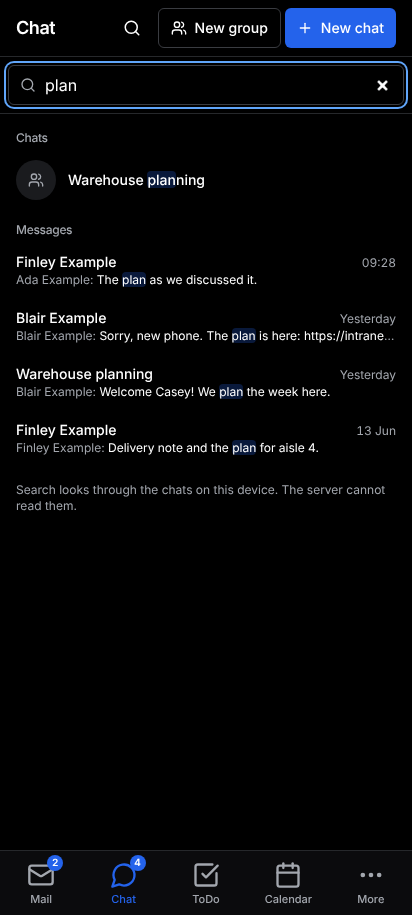 Chat
New group
New chat
plan
Chats
Warehouse planning
Messages
Finley Example
09:28
Ada Example: The plan as we discussed it.
Blair Example
Yesterday
Blair Example: Sorry, new phone. The plan is here: https://intrane...
Warehouse planning
Yesterday
Blair Example: Welcome Casey! We plan the week here.
Finley Example
13 Jun
Finley Example: Delivery note and the plan for aisle 4.
Search looks through the chats on this device. The server cannot
read them.
2
4
Mail
Chat
ToDo
Calendar
More